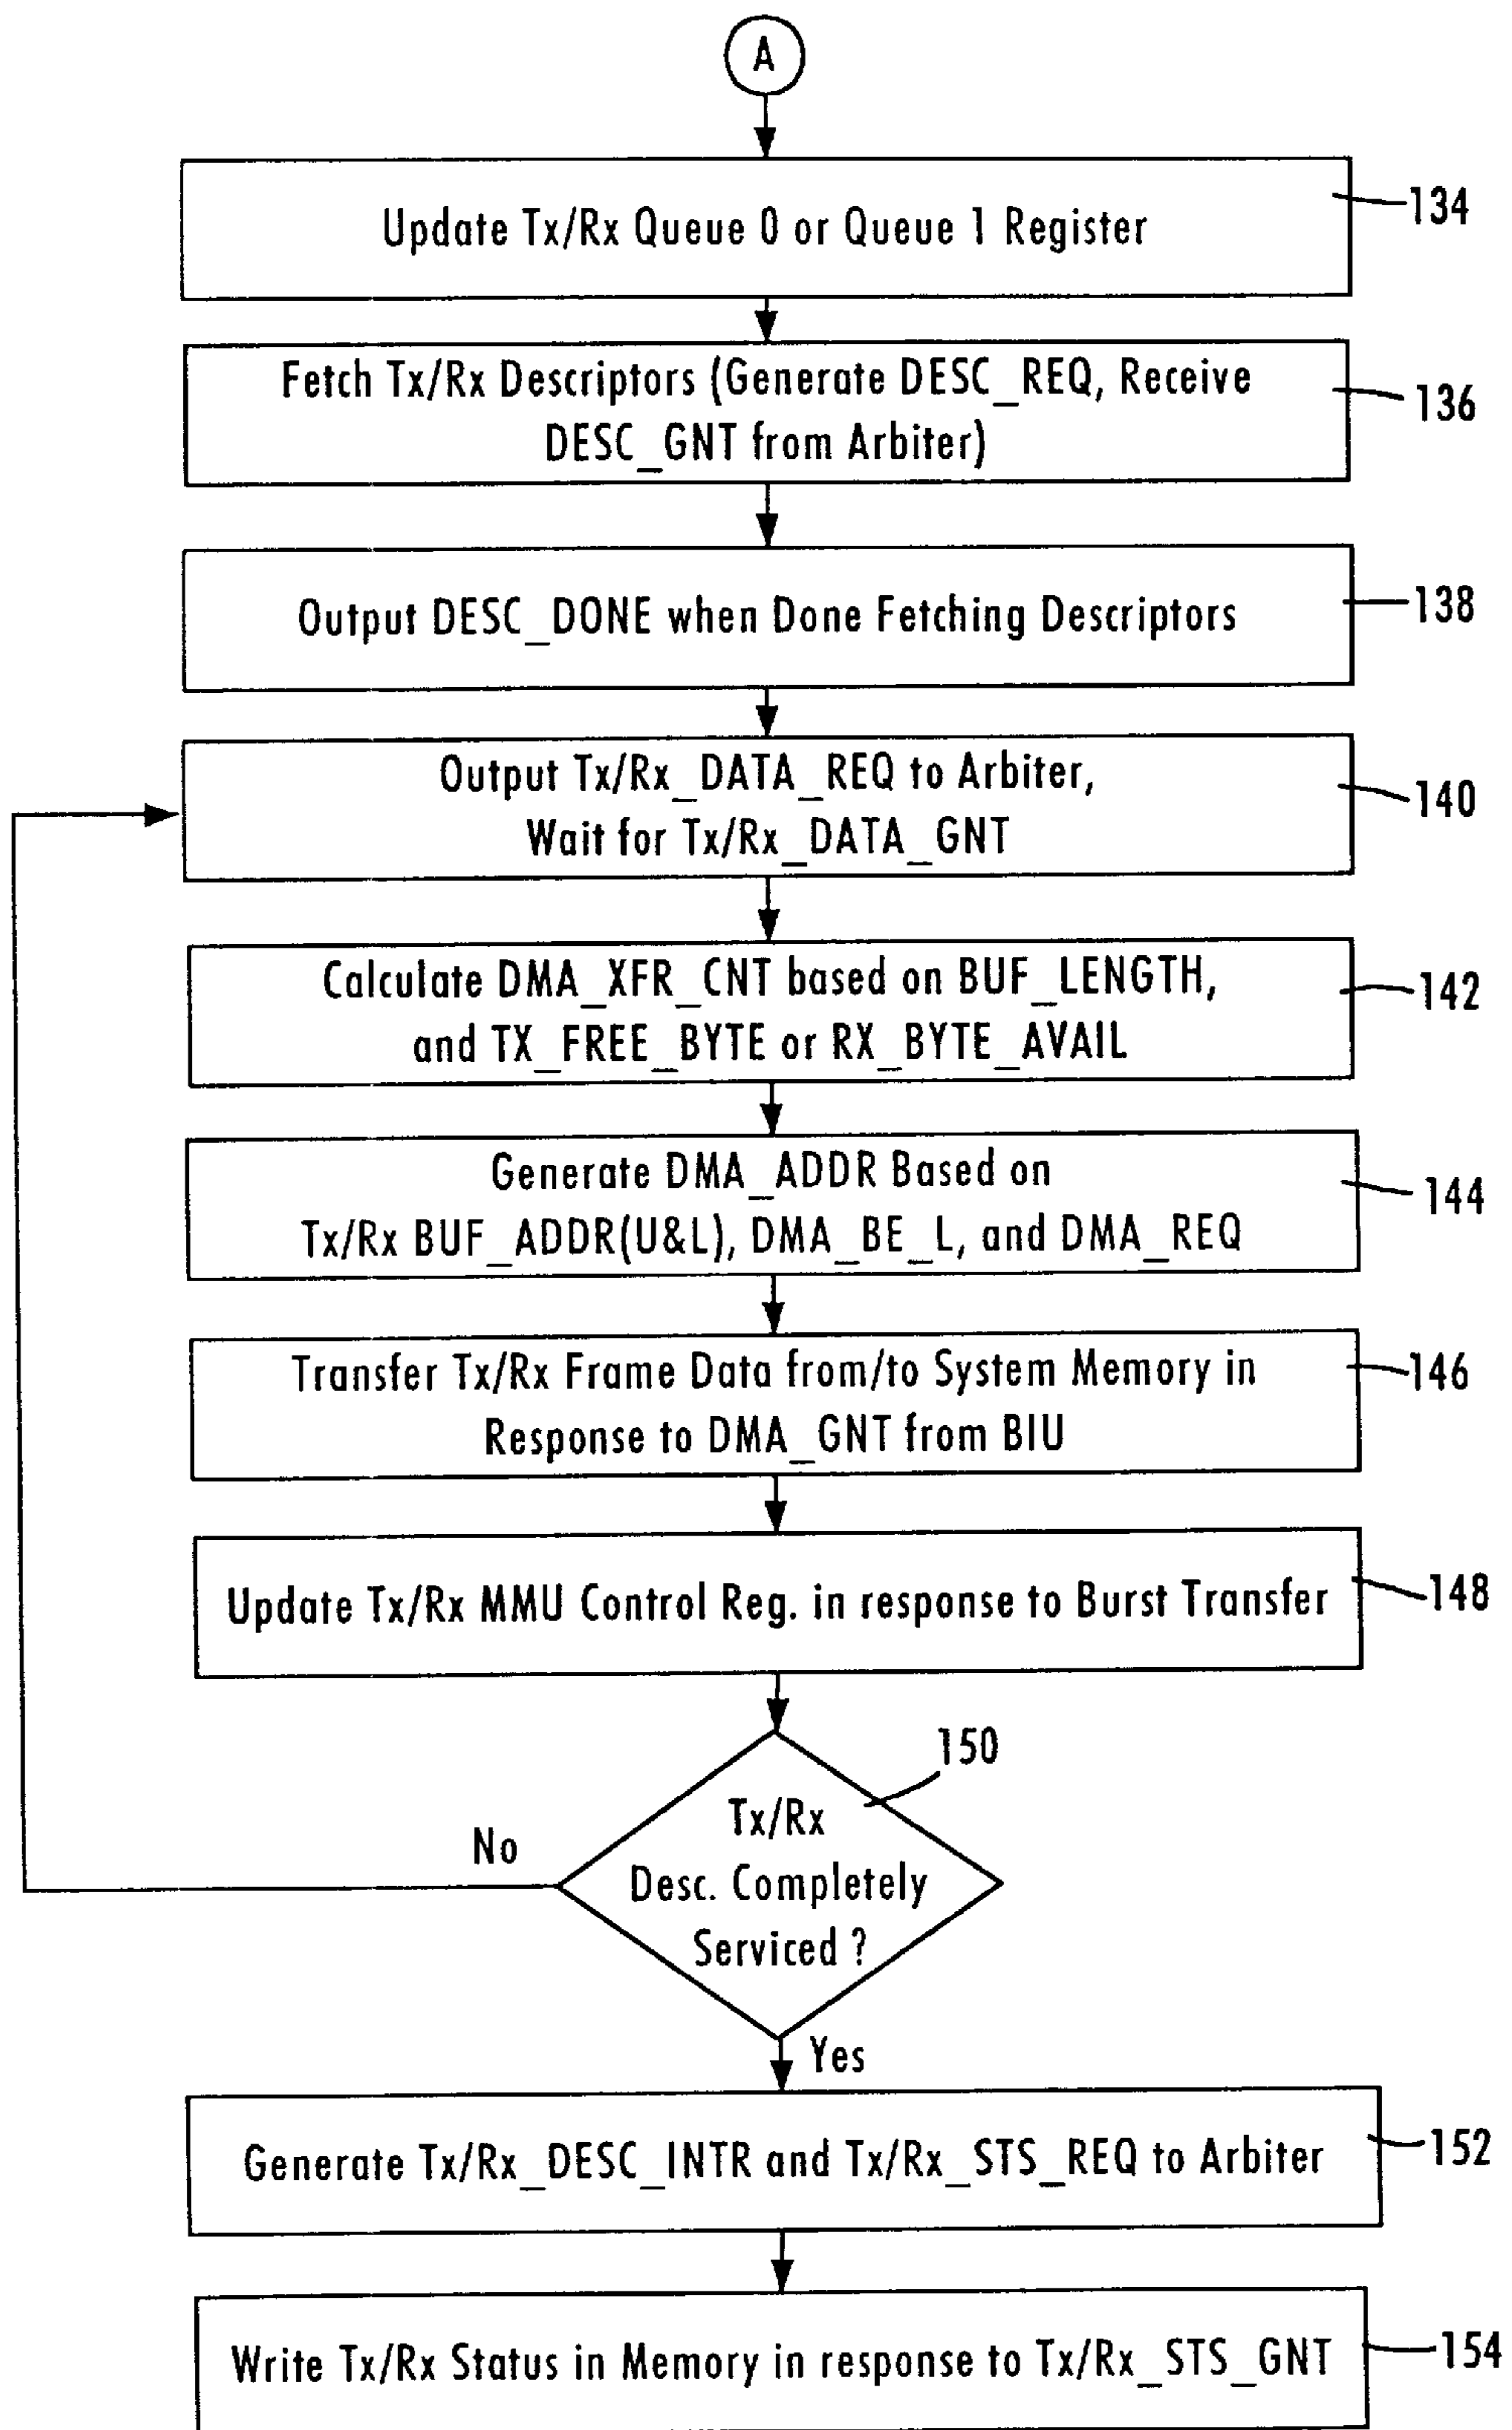 A
Update Tx/Rx Queue 0 or Queue 1 Register
134
Fetch Tx/Rx Descriptors (Generate DESC_REQ, Receive
DESC_GNT from Arbiter)
136
Output DESC_DONE when Done Fetching Descriptors
138
Output Tx/Rx_DATA_REQ to Arbiter,
Wait for Tx/Rx_DATA_GNT
140
Calculate DMA_XFR_CNT based on BUF_LENGTH,
and TX_FREE_BYTE or RX_BYTE_AVAIL
142
Generate DMA_ADDR Based on
Tx/Rx BUF_ADDR(U&L), DMA_BE_L, and DMA_REQ
144
Transfer Tx/Rx Frame Data from/to System Memory in
Response to DMA_GNT from BIU
146
Update Tx/Rx MMU Control Reg. in response to Burst Transfer
148
150
Tx/Rx
Desc. Completely
Serviced ?
No
Yes
Generate Tx/Rx_DESC_INTR and Tx/Rx_STS_REQ to Arbiter
152
Write Tx/Rx Status in Memory in response to Tx/Rx_STS_GNT
154